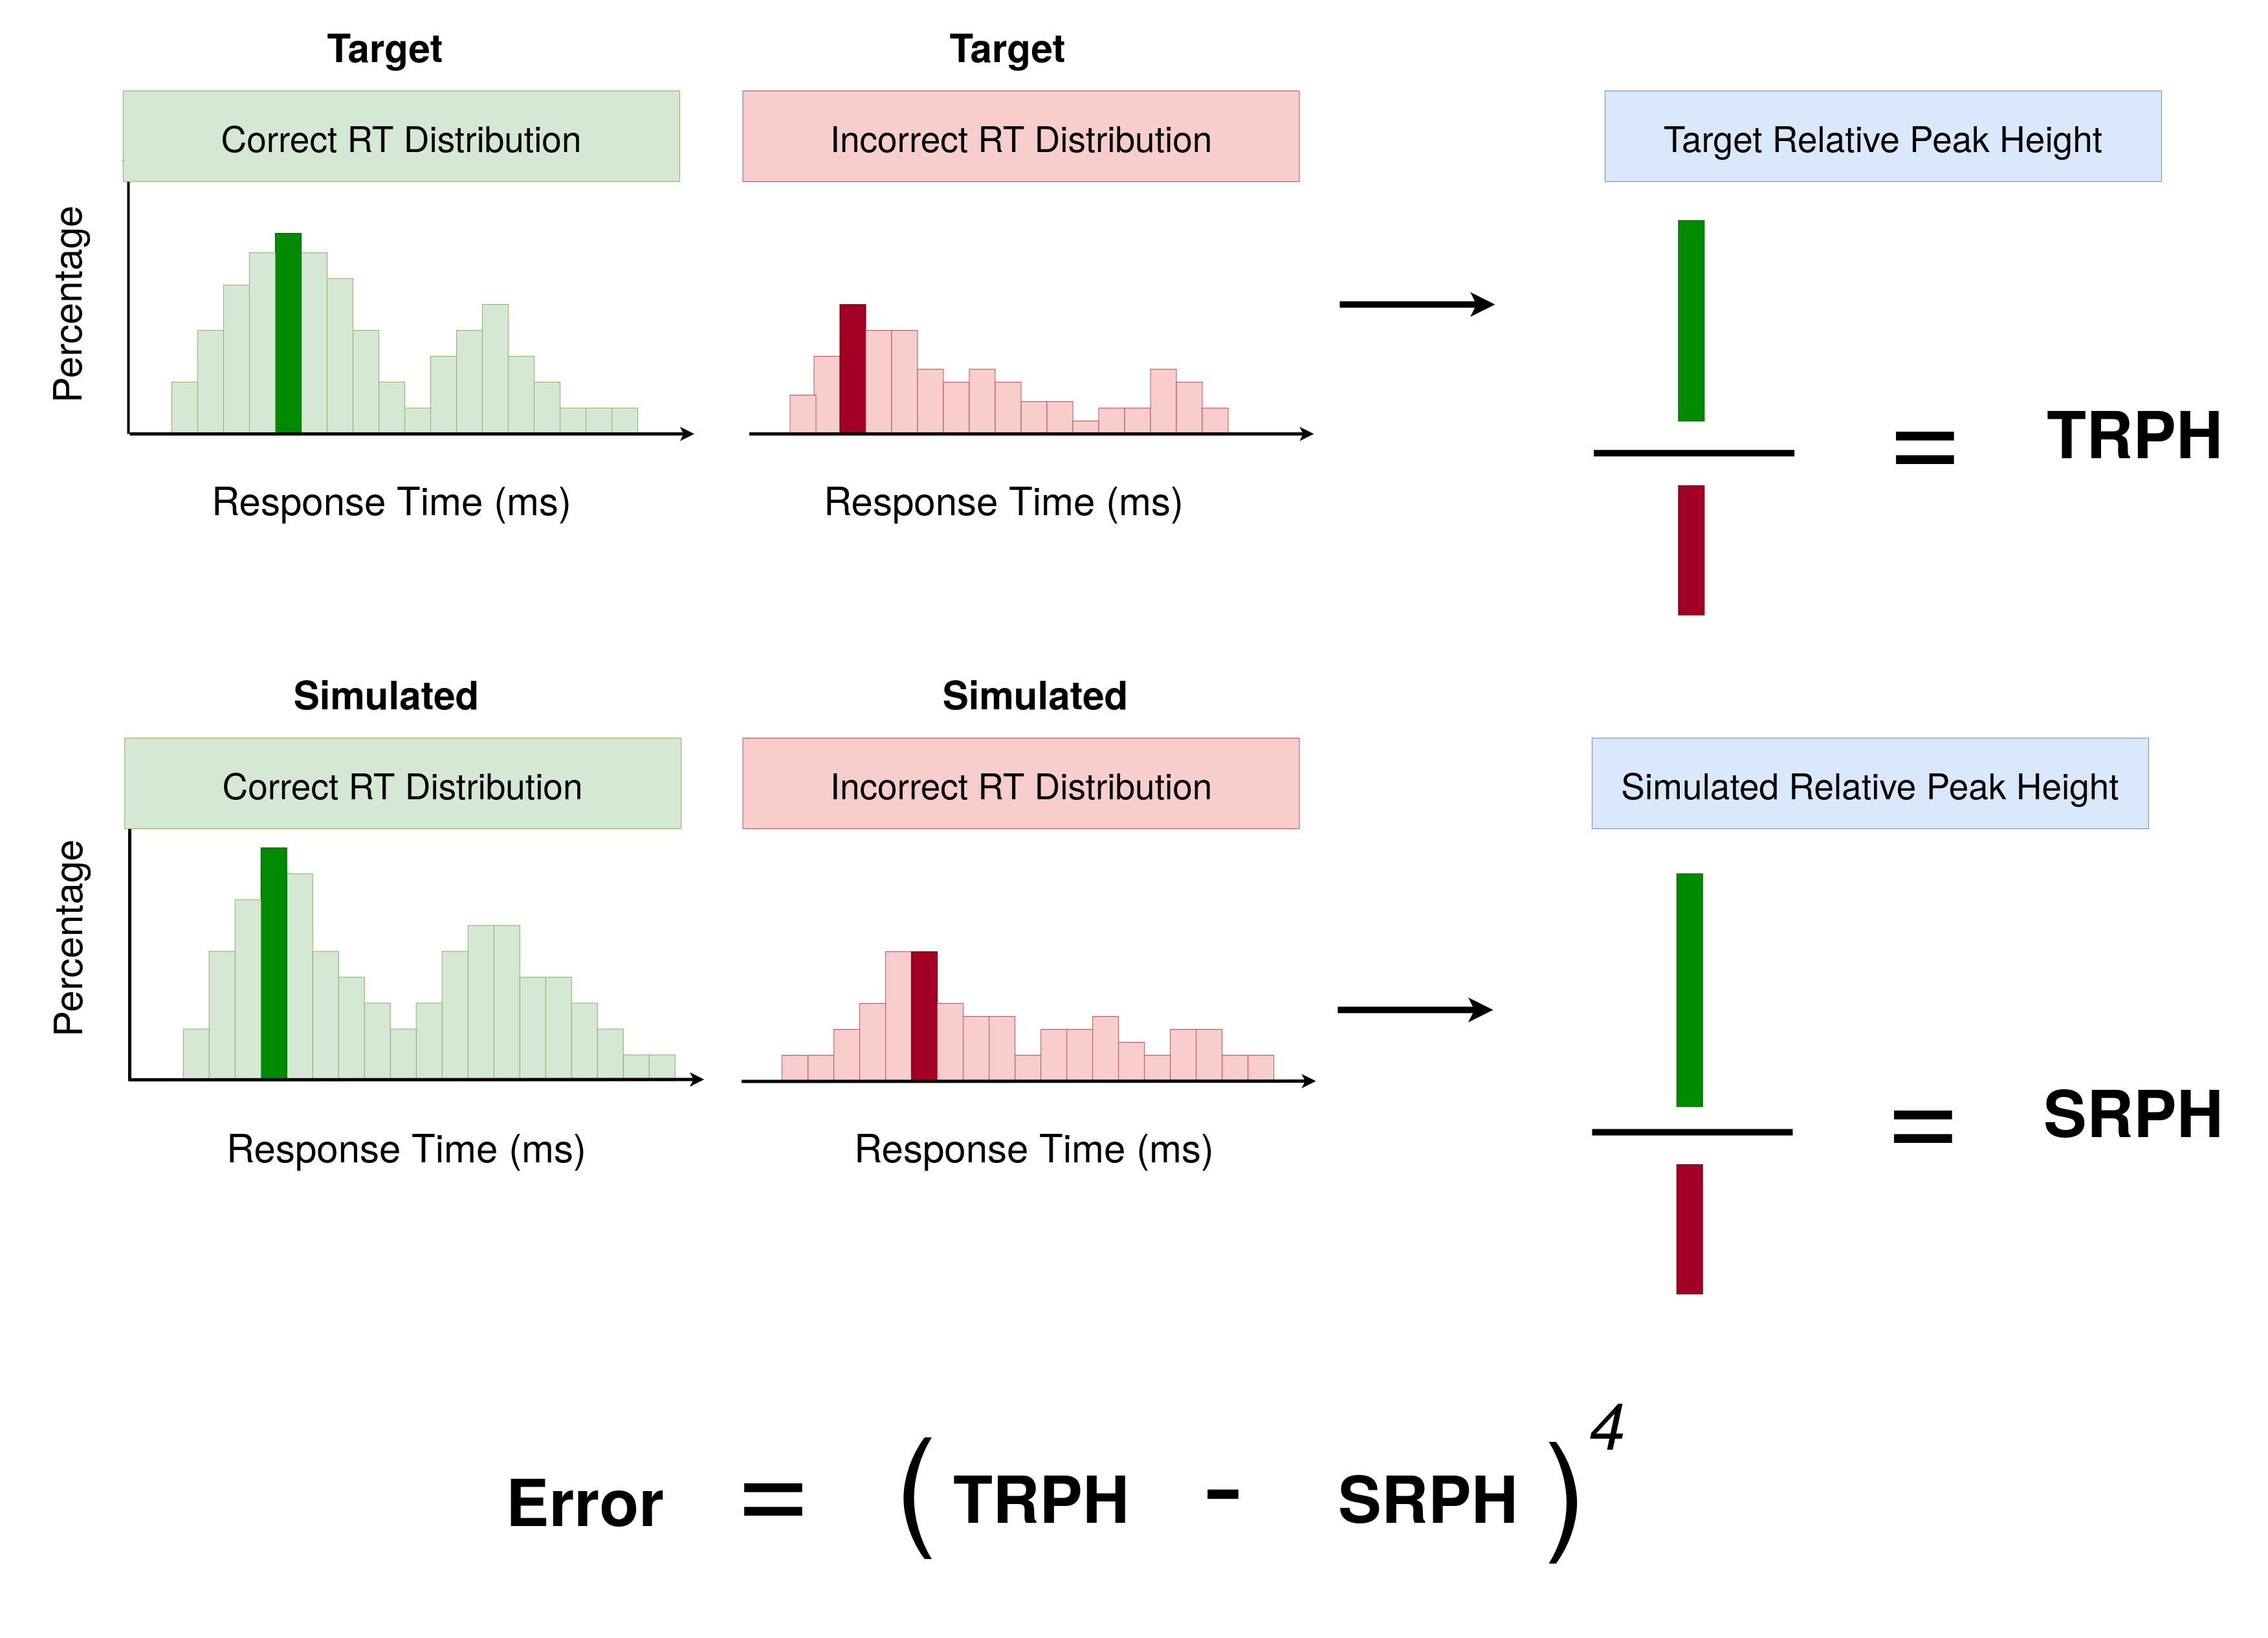 Target
Target
Correct RT Distribution
Incorrect RT Distribution
Target Relative Peak Height
Percentage
= TRPH
Response Time (ms)
Response Time (ms)
Simulated
Simulated
Correct RT Distribution
Incorrect RT Distribution
Simulated Relative Peak Height
Percentage
= SRPH
Response Time (ms)
Response Time (ms)
Error = (TRPH - SRPH)⁴